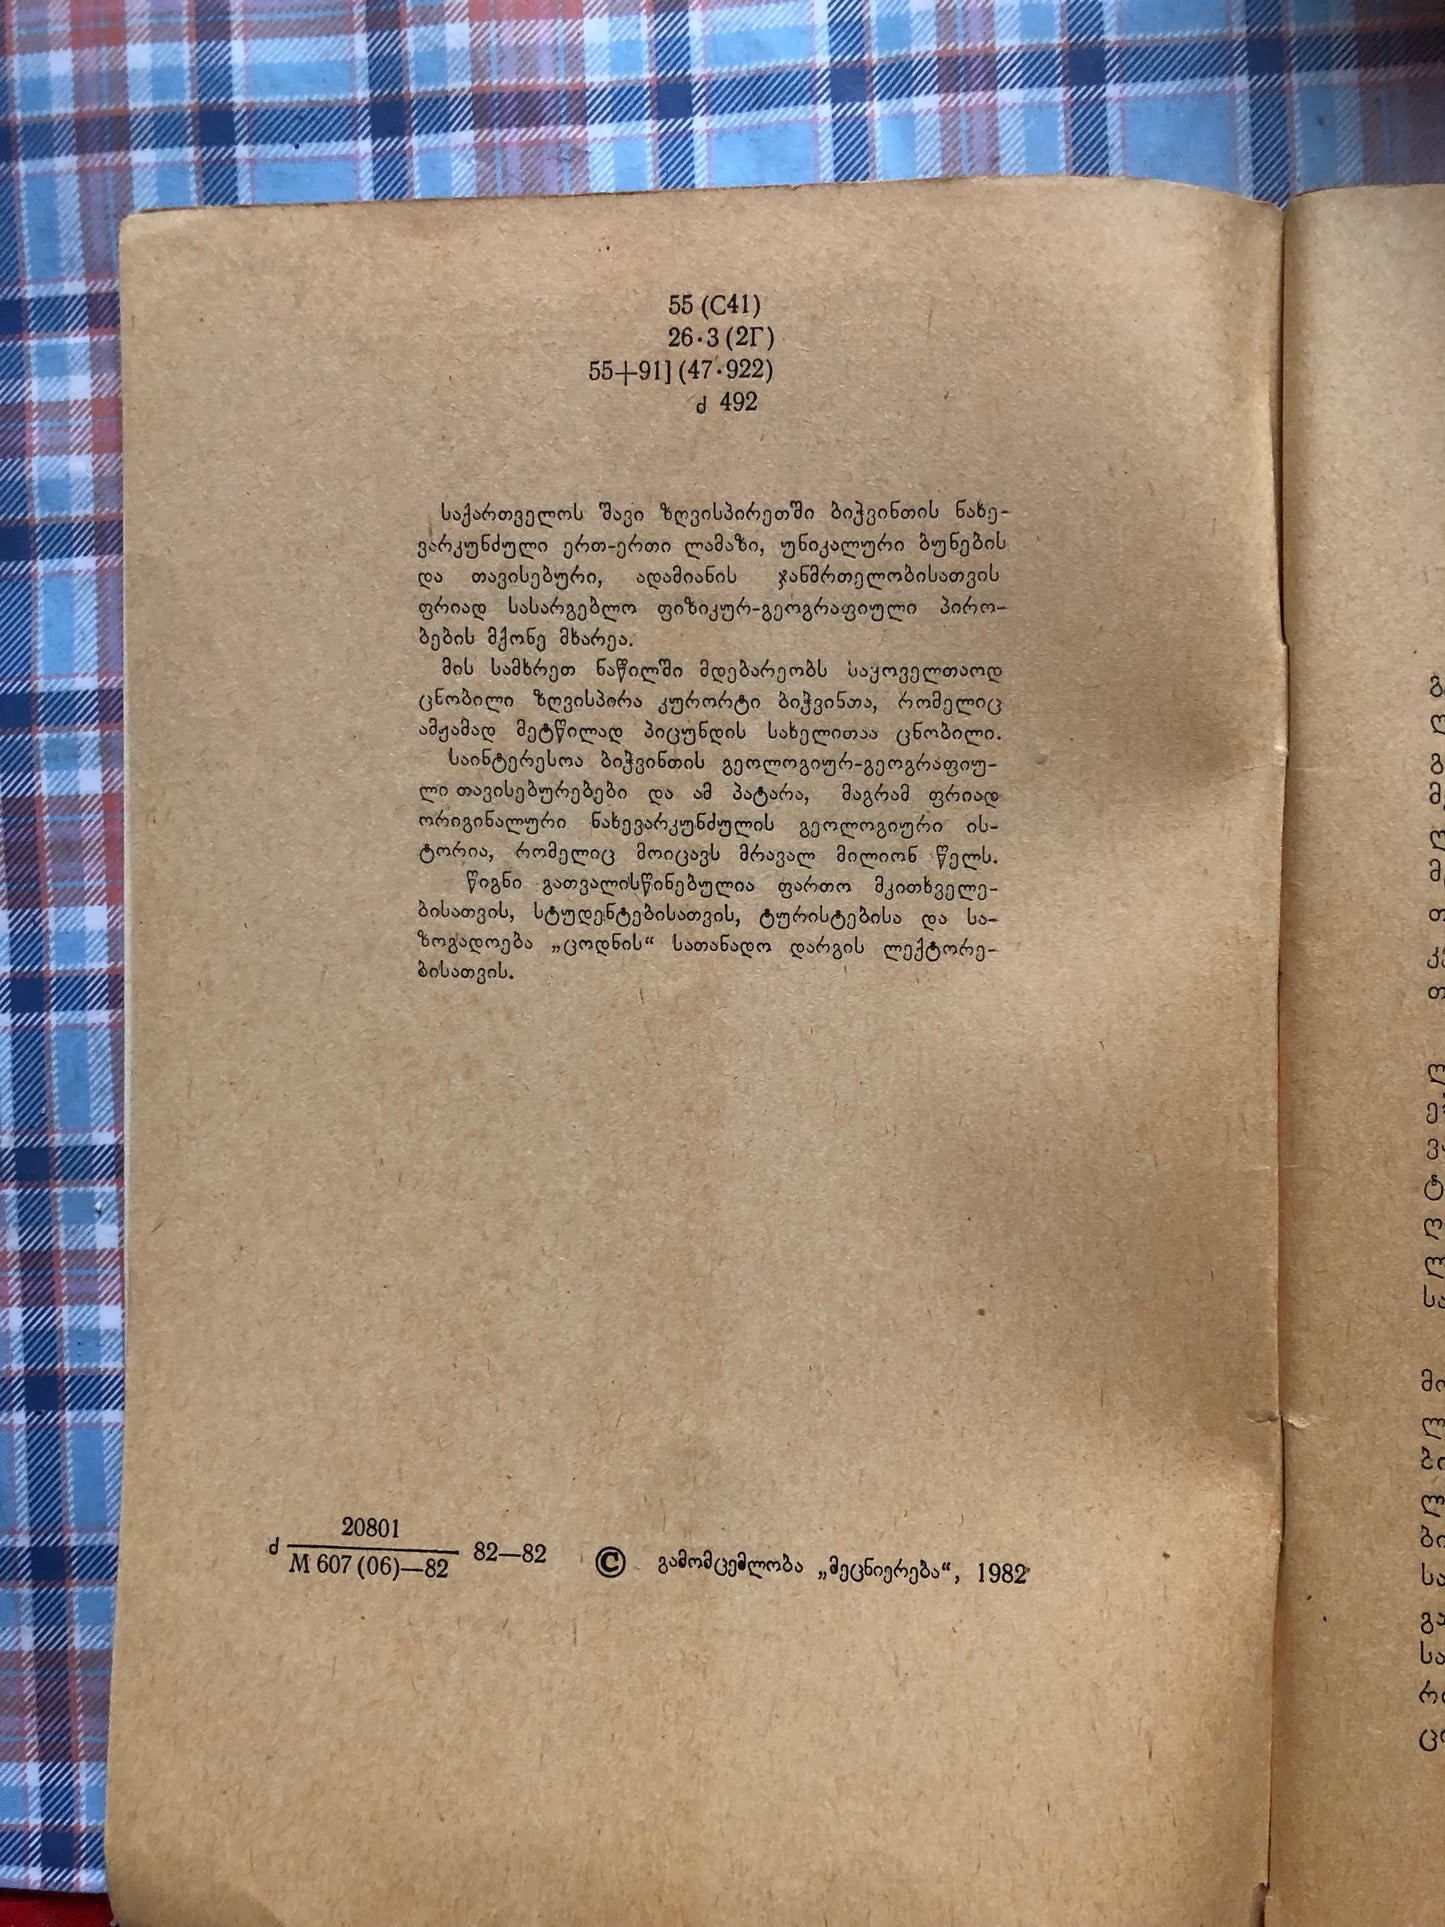 55 (C41)
26·3 (2Г)
55+91] (47·922)
ძ 492
საქართველოს შავი ზღვისპირეთში ბიჭვინთის ნახე-
ვარკუნძული ერთ-ერთი ლამაზი, უნიკალური ბუნების
და თავისებური, ადამიანის ჯანმრთელობისათვის
ფრიად სასარგებლო ფიზიკურ-გეოგრაფიული პირო-
ბების მქონე მხარეა.
მის სამხრეთ ნაწილში მდებარეობს საყოველთაოდ
ცნობილი ზღვისპირა კურორტი ბიჭვინთა, რომელიც
ამჟამად მეტწილად პიცუნდის სახელითაა ცნობილი.
საინტერესოა ბიჭვინთის გეოლოგიურ-გეოგრაფიუ-
ლი თავისებურებები და ამ პატარა, მაგრამ ფრიად
ორიგინალური ნახევარკუნძულის გეოლოგიური ის-
ტორია, რომელიც მოიცავს მრავალ მილიონ წელს.
წიგნი გათვალისწინებულია ფართო მკითხველე-
ბისათვის, სტუდენტებისათვის, ტურისტებისა და სა-
ზოგადოება „ცოდნის“ სათანადო დარგის ლექტორე-
ბისათვის.
ძ 20801
M 607 (06)—82 82—82
© გამომცემლობა „მეცნიერება“, 1982